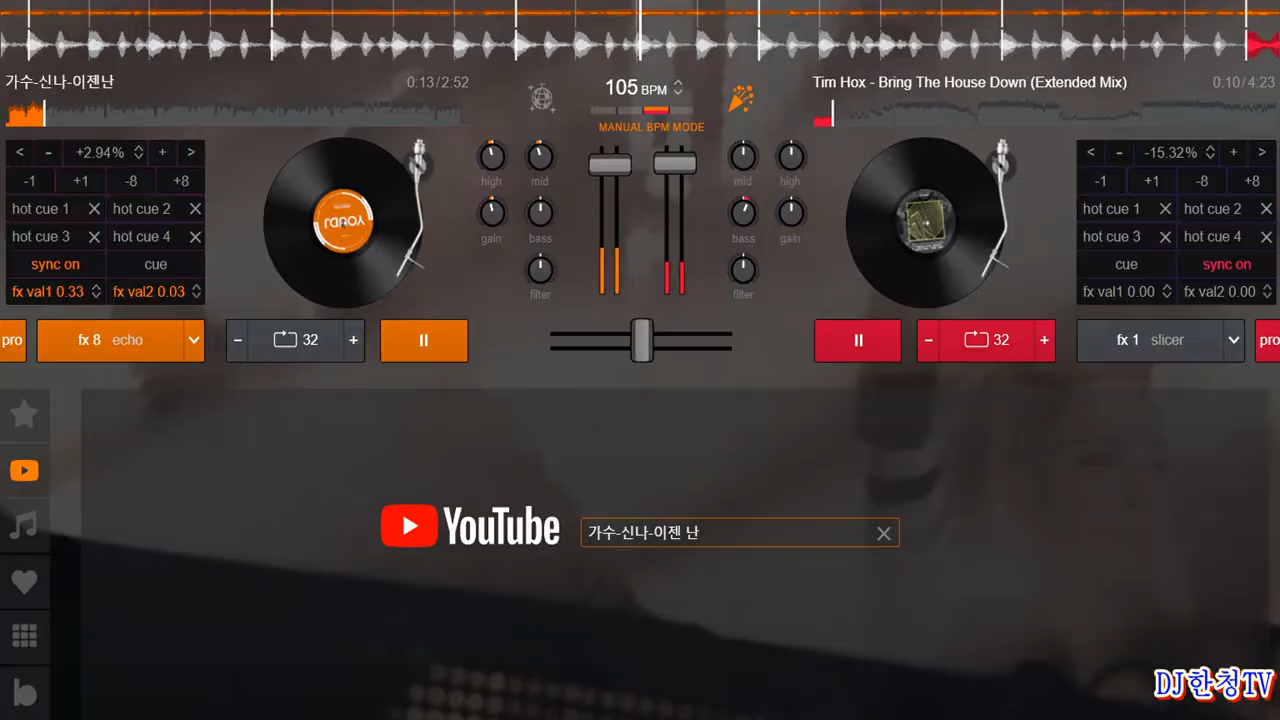 가수-신나-이젠난
0:13/2:52
105 BPM
MANUAL BPM MODE
Tim Hox - Bring The House Down (Extended Mix)
0:10/4:23
< - +2.94% + >
-1 +1 -8 +8
hot cue 1 hot cue 2
hot cue 3 hot cue 4
sync on cue
fx val1 0.33 fx val2 0.03
YOUDJ
high mid
gain bass
filter
mid high
bass gain
filter
< - -15.32% + >
-1 +1 -8 +8
hot cue 1 hot cue 2
hot cue 3 hot cue 4
cue sync on
fx val1 0.00 fx val2 0.00
pro fx 8 echo - 32 +
- 32 + fx 1 slicer pro
YouTube
가수-신나-이젠 난
DJ한청TV